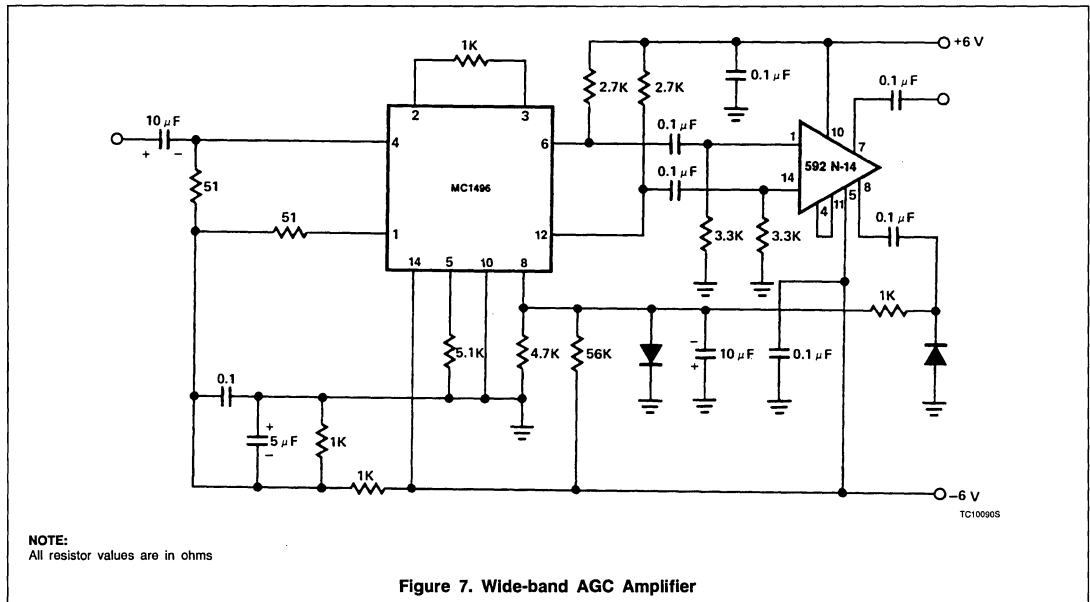 1K
+6 V
2.7K
2.7K
0.1 μF
0.1 μF
2
3
10 μF
+ −
4
6
0.1 μF
1
10
7
592 N-14
51
MC1496
0.1 μF
14
5
8
4
11
0.1 μF
51
1
12
3.3K
3.3K
14
5
10
8
1K
5.1K
4.7K
56K
−
10 μF
+
0.1 μF
0.1
+
5 μF
−
1K
1K
−6 V
TC10090S
NOTE:
All resistor values are in ohms
Figure 7. Wide-band AGC Amplifier